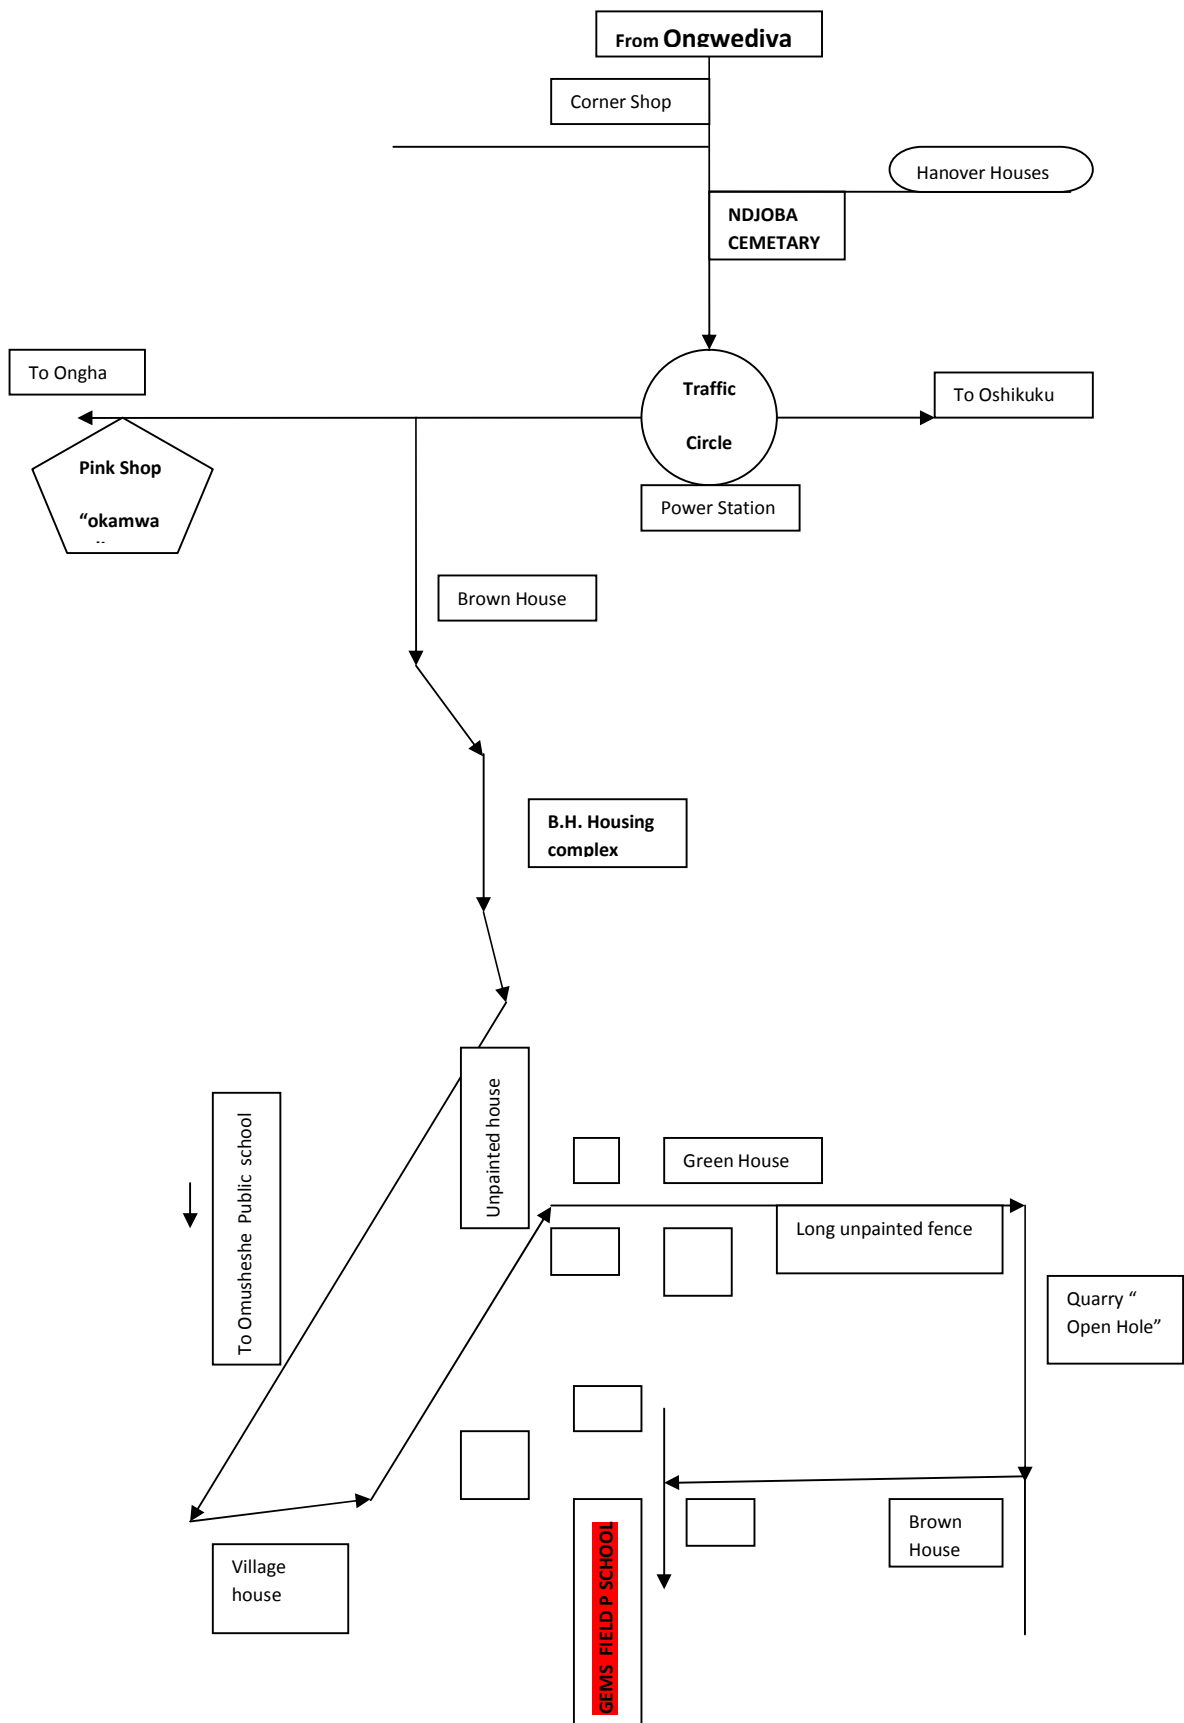 From Ongwediva
Corner Shop
Hanover Houses
NDJOBA
CEMETARY
To Ongha
Traffic
Circle
To Oshikuku
Pink Shop
“okamwa
Power Station
Brown House
B.H. Housing
complex
Unpainted house
To Omusheshe Public school
Green House
Long unpainted fence
Quarry “
Open Hole”
Brown
House
Village
house
GEMS FIELD P SCHOOL